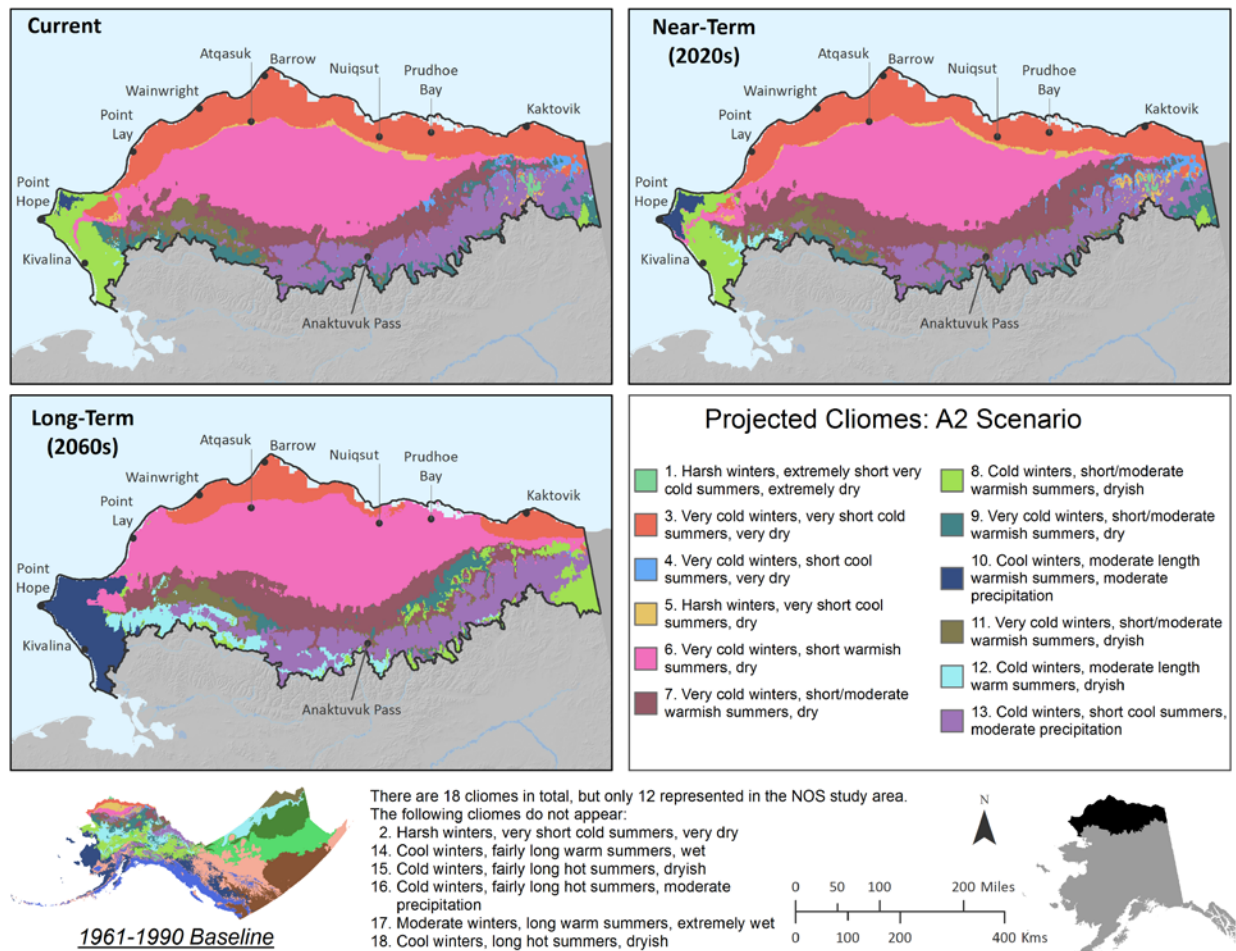 Current
Atqasuk
Barrow
Wainwright
Nuiqsut
Prudhoe
Bay
Point
Lay
Kaktovik
Point
Hope
Kivalina
Anaktuvuk Pass
Near-Term
(2020s)
Atqasuk
Barrow
Wainwright
Nuiqsut
Prudhoe
Bay
Point
Lay
Kaktovik
Point
Hope
Kivalina
Anaktuvuk Pass
Long-Term
(2060s)
Atqasuk
Barrow
Wainwright
Nuiqsut
Prudhoe
Bay
Point
Lay
Kaktovik
Point
Hope
Kivalina
Anaktuvuk Pass
Projected Cliomes: A2 Scenario
1. Harsh winters, extremely short very
cold summers, extremely dry
3. Very cold winters, very short cold
summers, very dry
4. Very cold winters, short cool
summers, very dry
5. Harsh winters, very short cool
summers, dry
6. Very cold winters, short warmish
summers, dry
7. Very cold winters, short/moderate
warmish summers, dry
8. Cold winters, short/moderate
warmish summers, dryish
9. Very cold winters, short/moderate
warmish summers, dry
10. Cool winters, moderate length
warmish summers, moderate
precipitation
11. Very cold winters, short/moderate
warmish summers, dryish
12. Cold winters, moderate length
warm summers, dryish
13. Cold winters, short cool summers,
moderate precipitation
1961-1990 Baseline
There are 18 cliomes in total, but only 12 represented in the NOS study area.
The following cliomes do not appear:
2. Harsh winters, very short cold summers, very dry
14. Cool winters, fairly long warm summers, wet
15. Cold winters, fairly long hot summers, dryish
16. Cold winters, fairly long hot summers, moderate
precipitation
17. Moderate winters, long warm summers, extremely wet
18. Cool winters, long hot summers, dryish
N
0 50 100 200 Miles
0 100 200 400 Kms